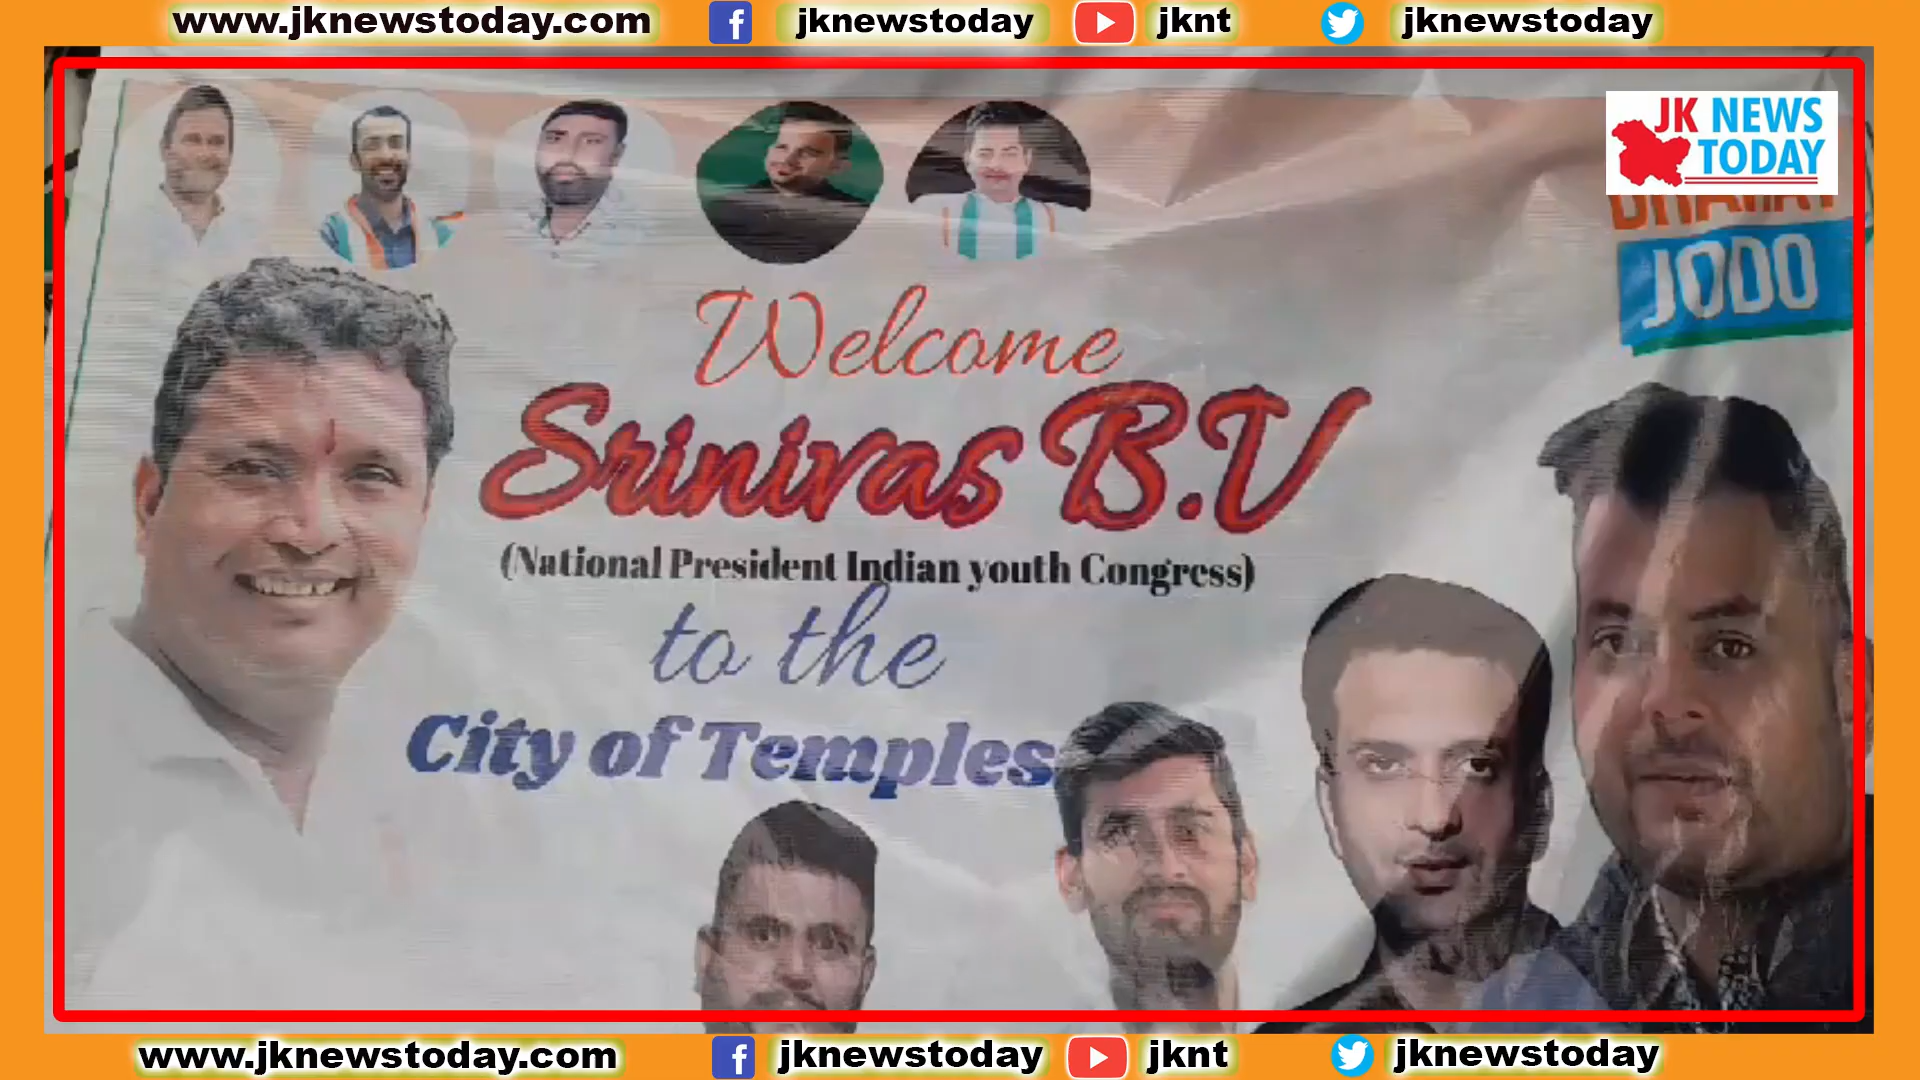 www.jknewstoday.com jknewstoday jknt jknewstoday
JK NEWS
TODAY
BHARAT
JODO
Welcome
Srinivas B.V
(National President Indian youth Congress)
to the
City of Temples
www.jknewstoday.com jknewstoday jknt jknewstoday